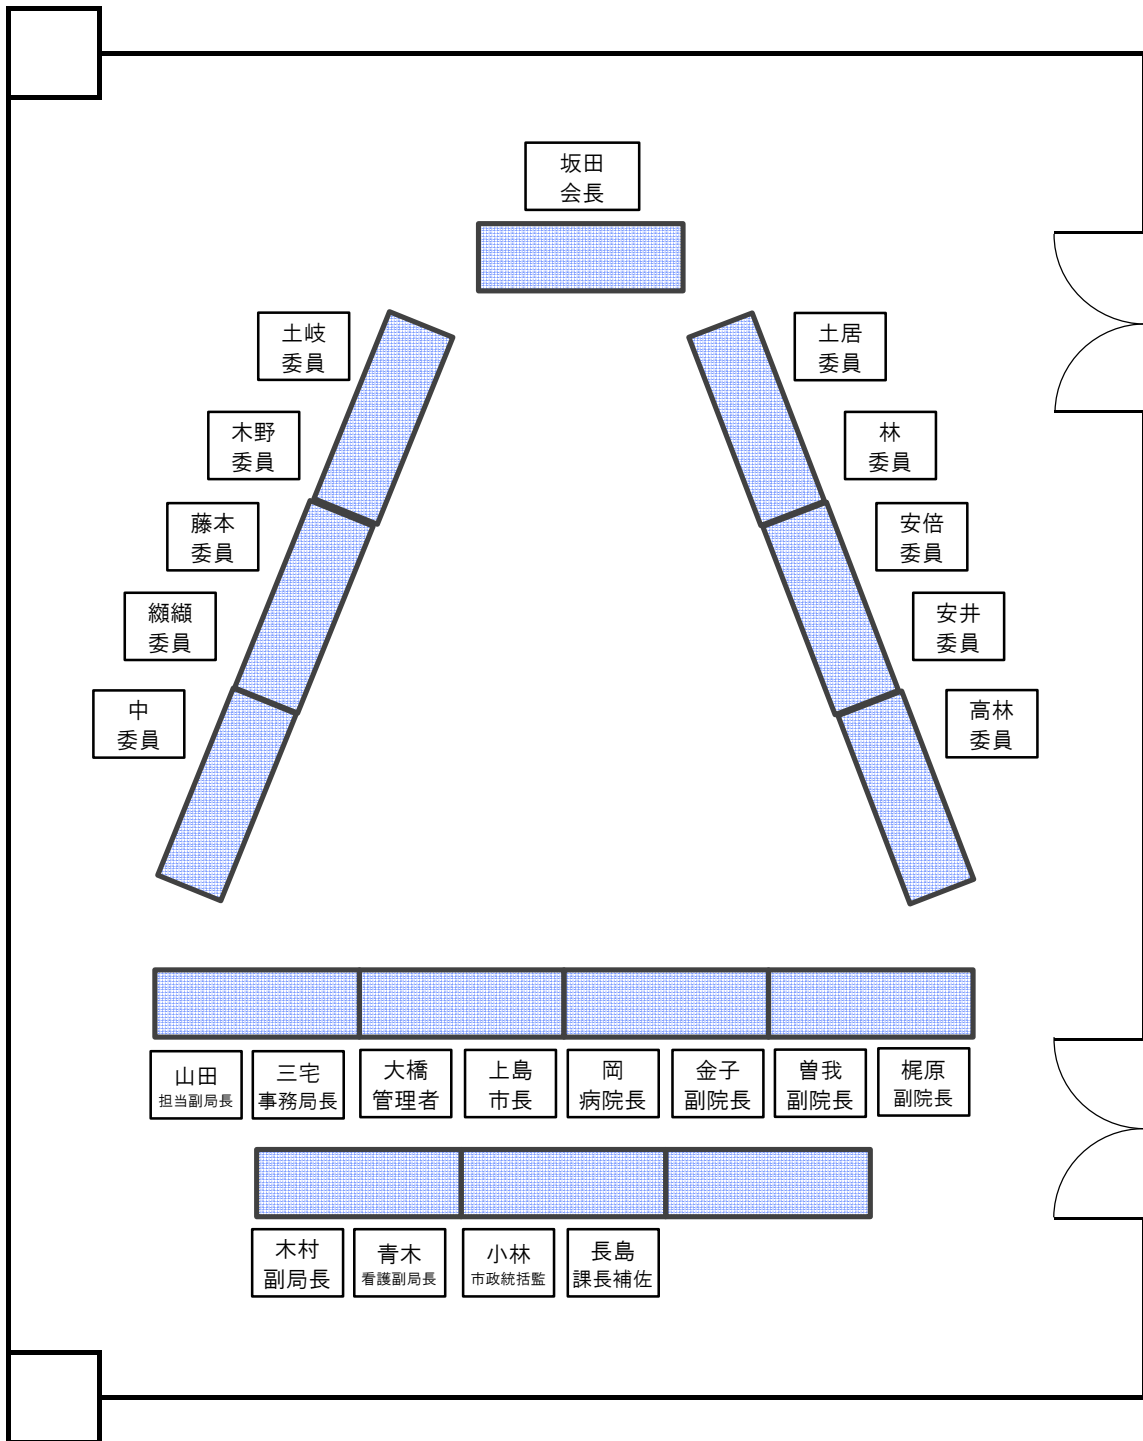 坂田
会長
土岐
委員
土居
委員
木野
委員
林
委員
藤本
委員
安倍
委員
纐纈
委員
安井
委員
中
委員
高林
委員
山田
担当副局長
三宅
事務局長
大橋
管理者
上島
市長
岡
病院長
金子
副院長
曽我
副院長
梶原
副院長
木村
副局長
青木
看護副局長
小林
市政統括監
長島
課長補佐